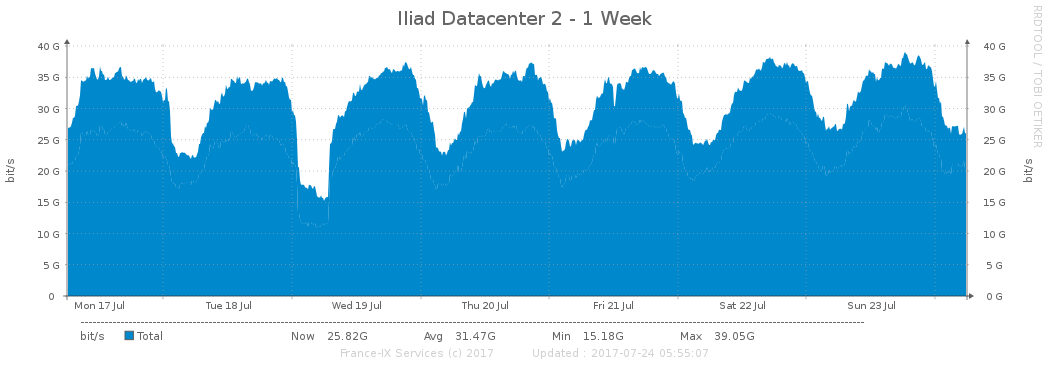 Iliad Datacenter 2 - 1 Week
RRDTOOL / TOBI OETIKER
40 G 40 G
35 G 35 G
30 G 30 G
25 G 25 G
20 G 20 G
15 G 15 G
10 G 10 G
5 G 5 G
0 0 G
bit/s bit/s
Mon 17 Jul Tue 18 Jul Wed 19 Jul Thu 20 Jul Fri 21 Jul Sat 22 Jul Sun 23 Jul
bit/s Total Now 25.82G Avg 31.47G Min 15.18G Max 39.05G
France-IX Services (c) 2017 Updated : 2017-07-24 05:55:07